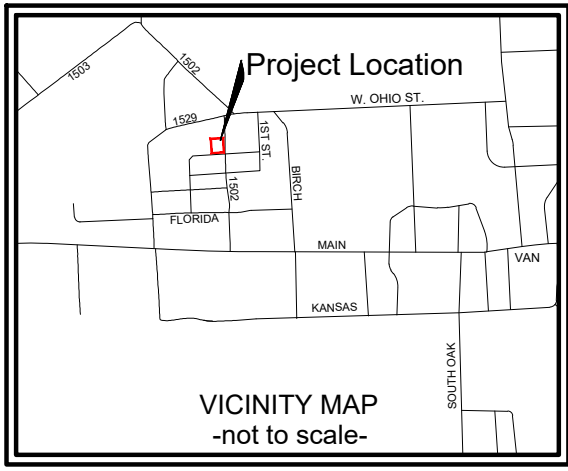 1503
1502
Project Location
W. OHIO ST.
1529
1ST ST.
BIRCH
1502
FLORIDA
MAIN
VAN
KANSAS
SOUTH OAK
VICINITY MAP
-not to scale-